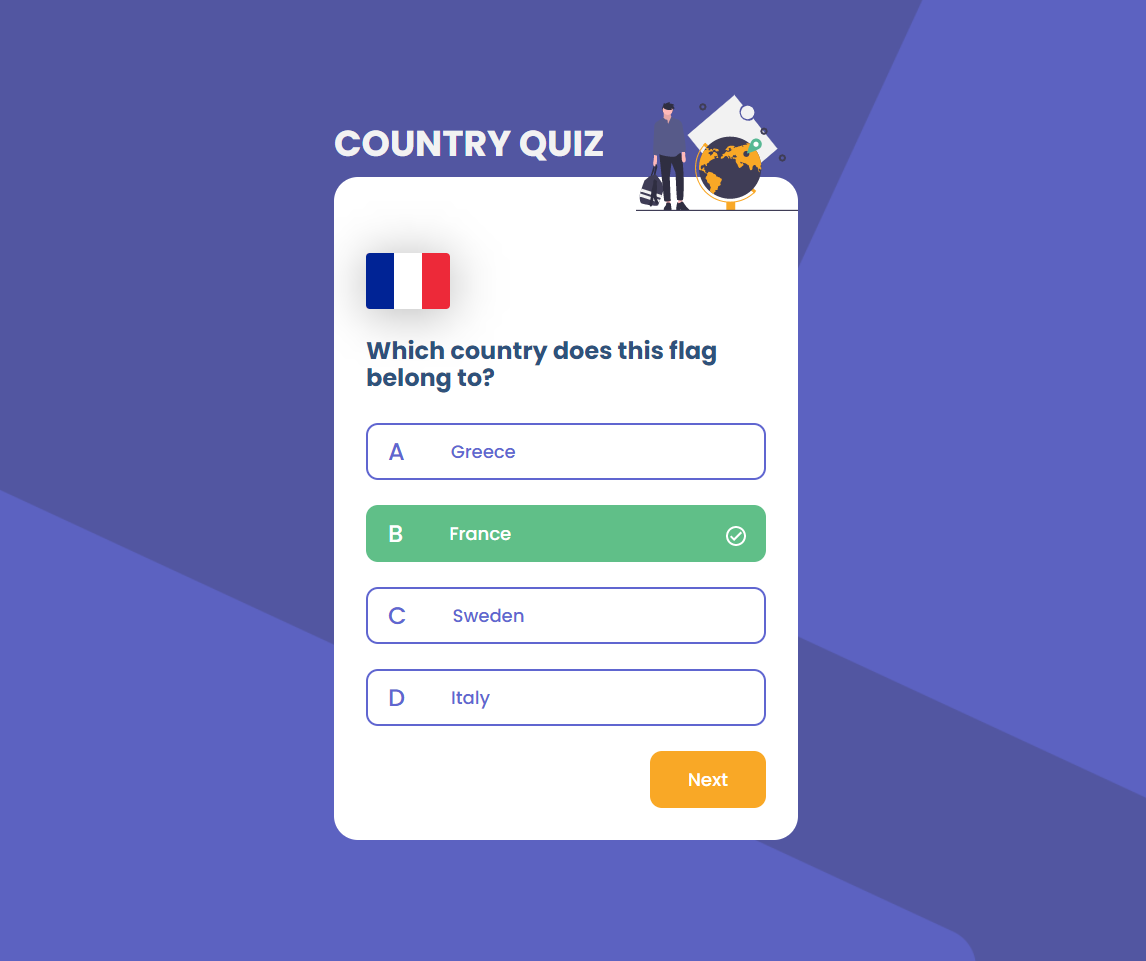 COUNTRY QUIZ
Which country does this flag
belong to?
A Greece
B France
C Sweden
D Italy
Next